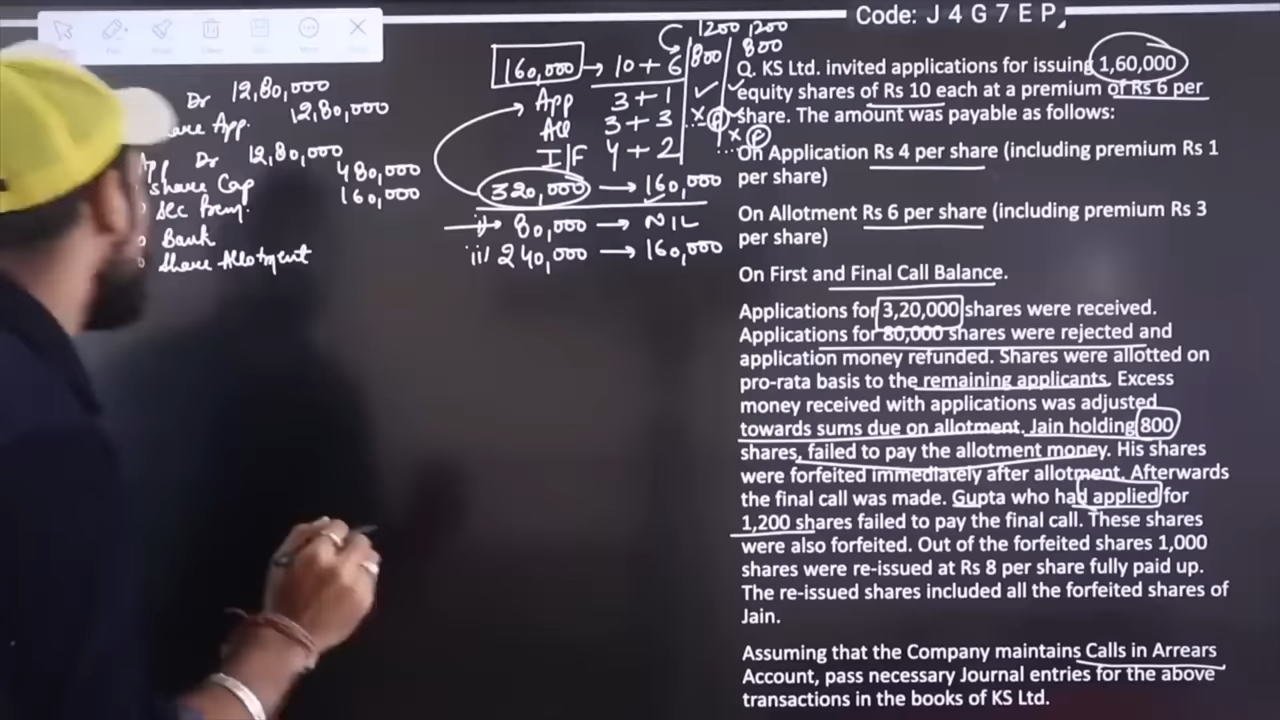 Code: J 4 G 7 E P
Dr 12,80,000
hare App. 12,80,000
App Dr 12,80,000
share Cap 480,000
Sec Prem. 160,000
Bank
Share Allotment
1200, 200
800 800
160,000 → 10 + 6
App 3 + 1 ✓ ✓
All 3 + 3 x F
I/F 4 + 2 x F
320,000 → 160,000
i) 80,000 → NIL
ii) 240,000 → 160,000
Q. KS Ltd. invited applications for issuing 1,60,000
equity shares of Rs 10 each at a premium of Rs 6 per
share. The amount was payable as follows:
On Application Rs 4 per share (including premium Rs 1
per share)
On Allotment Rs 6 per share (including premium Rs 3
per share)
On First and Final Call Balance.
Applications for 3,20,000 shares were received.
Applications for 80,000 shares were rejected and
application money refunded. Shares were allotted on
pro-rata basis to the remaining applicants. Excess
money received with applications was adjusted
towards sums due on allotment. Jain holding 800
shares, failed to pay the allotment money. His shares
were forfeited immediately after allotment. Afterwards
the final call was made. Gupta who had applied for
1,200 shares failed to pay the final call. These shares
were also forfeited. Out of the forfeited shares 1,000
shares were re-issued at Rs 8 per share fully paid up.
The re-issued shares included all the forfeited shares of
Jain.
Assuming that the Company maintains Calls in Arrears
Account, pass necessary Journal entries for the above
transactions in the books of KS Ltd.